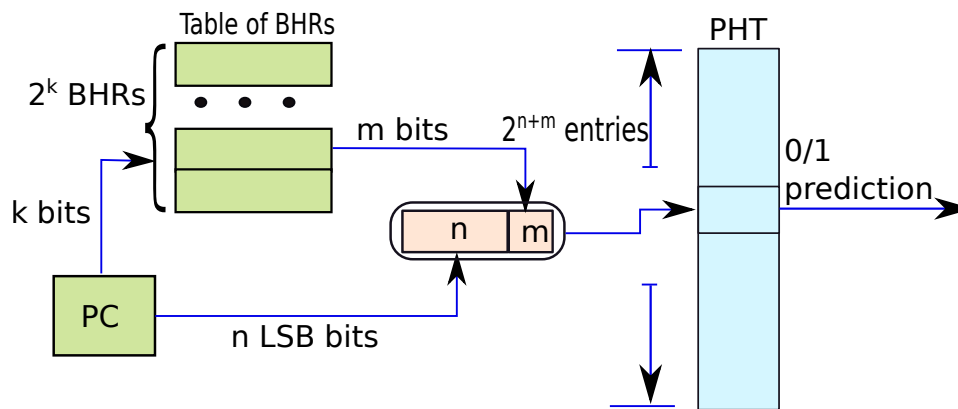 Table of BHRs
PHT
2^k BHRs
m bits
2^{n+m} entries
0/1
prediction
k bits
n
m
PC
n LSB bits